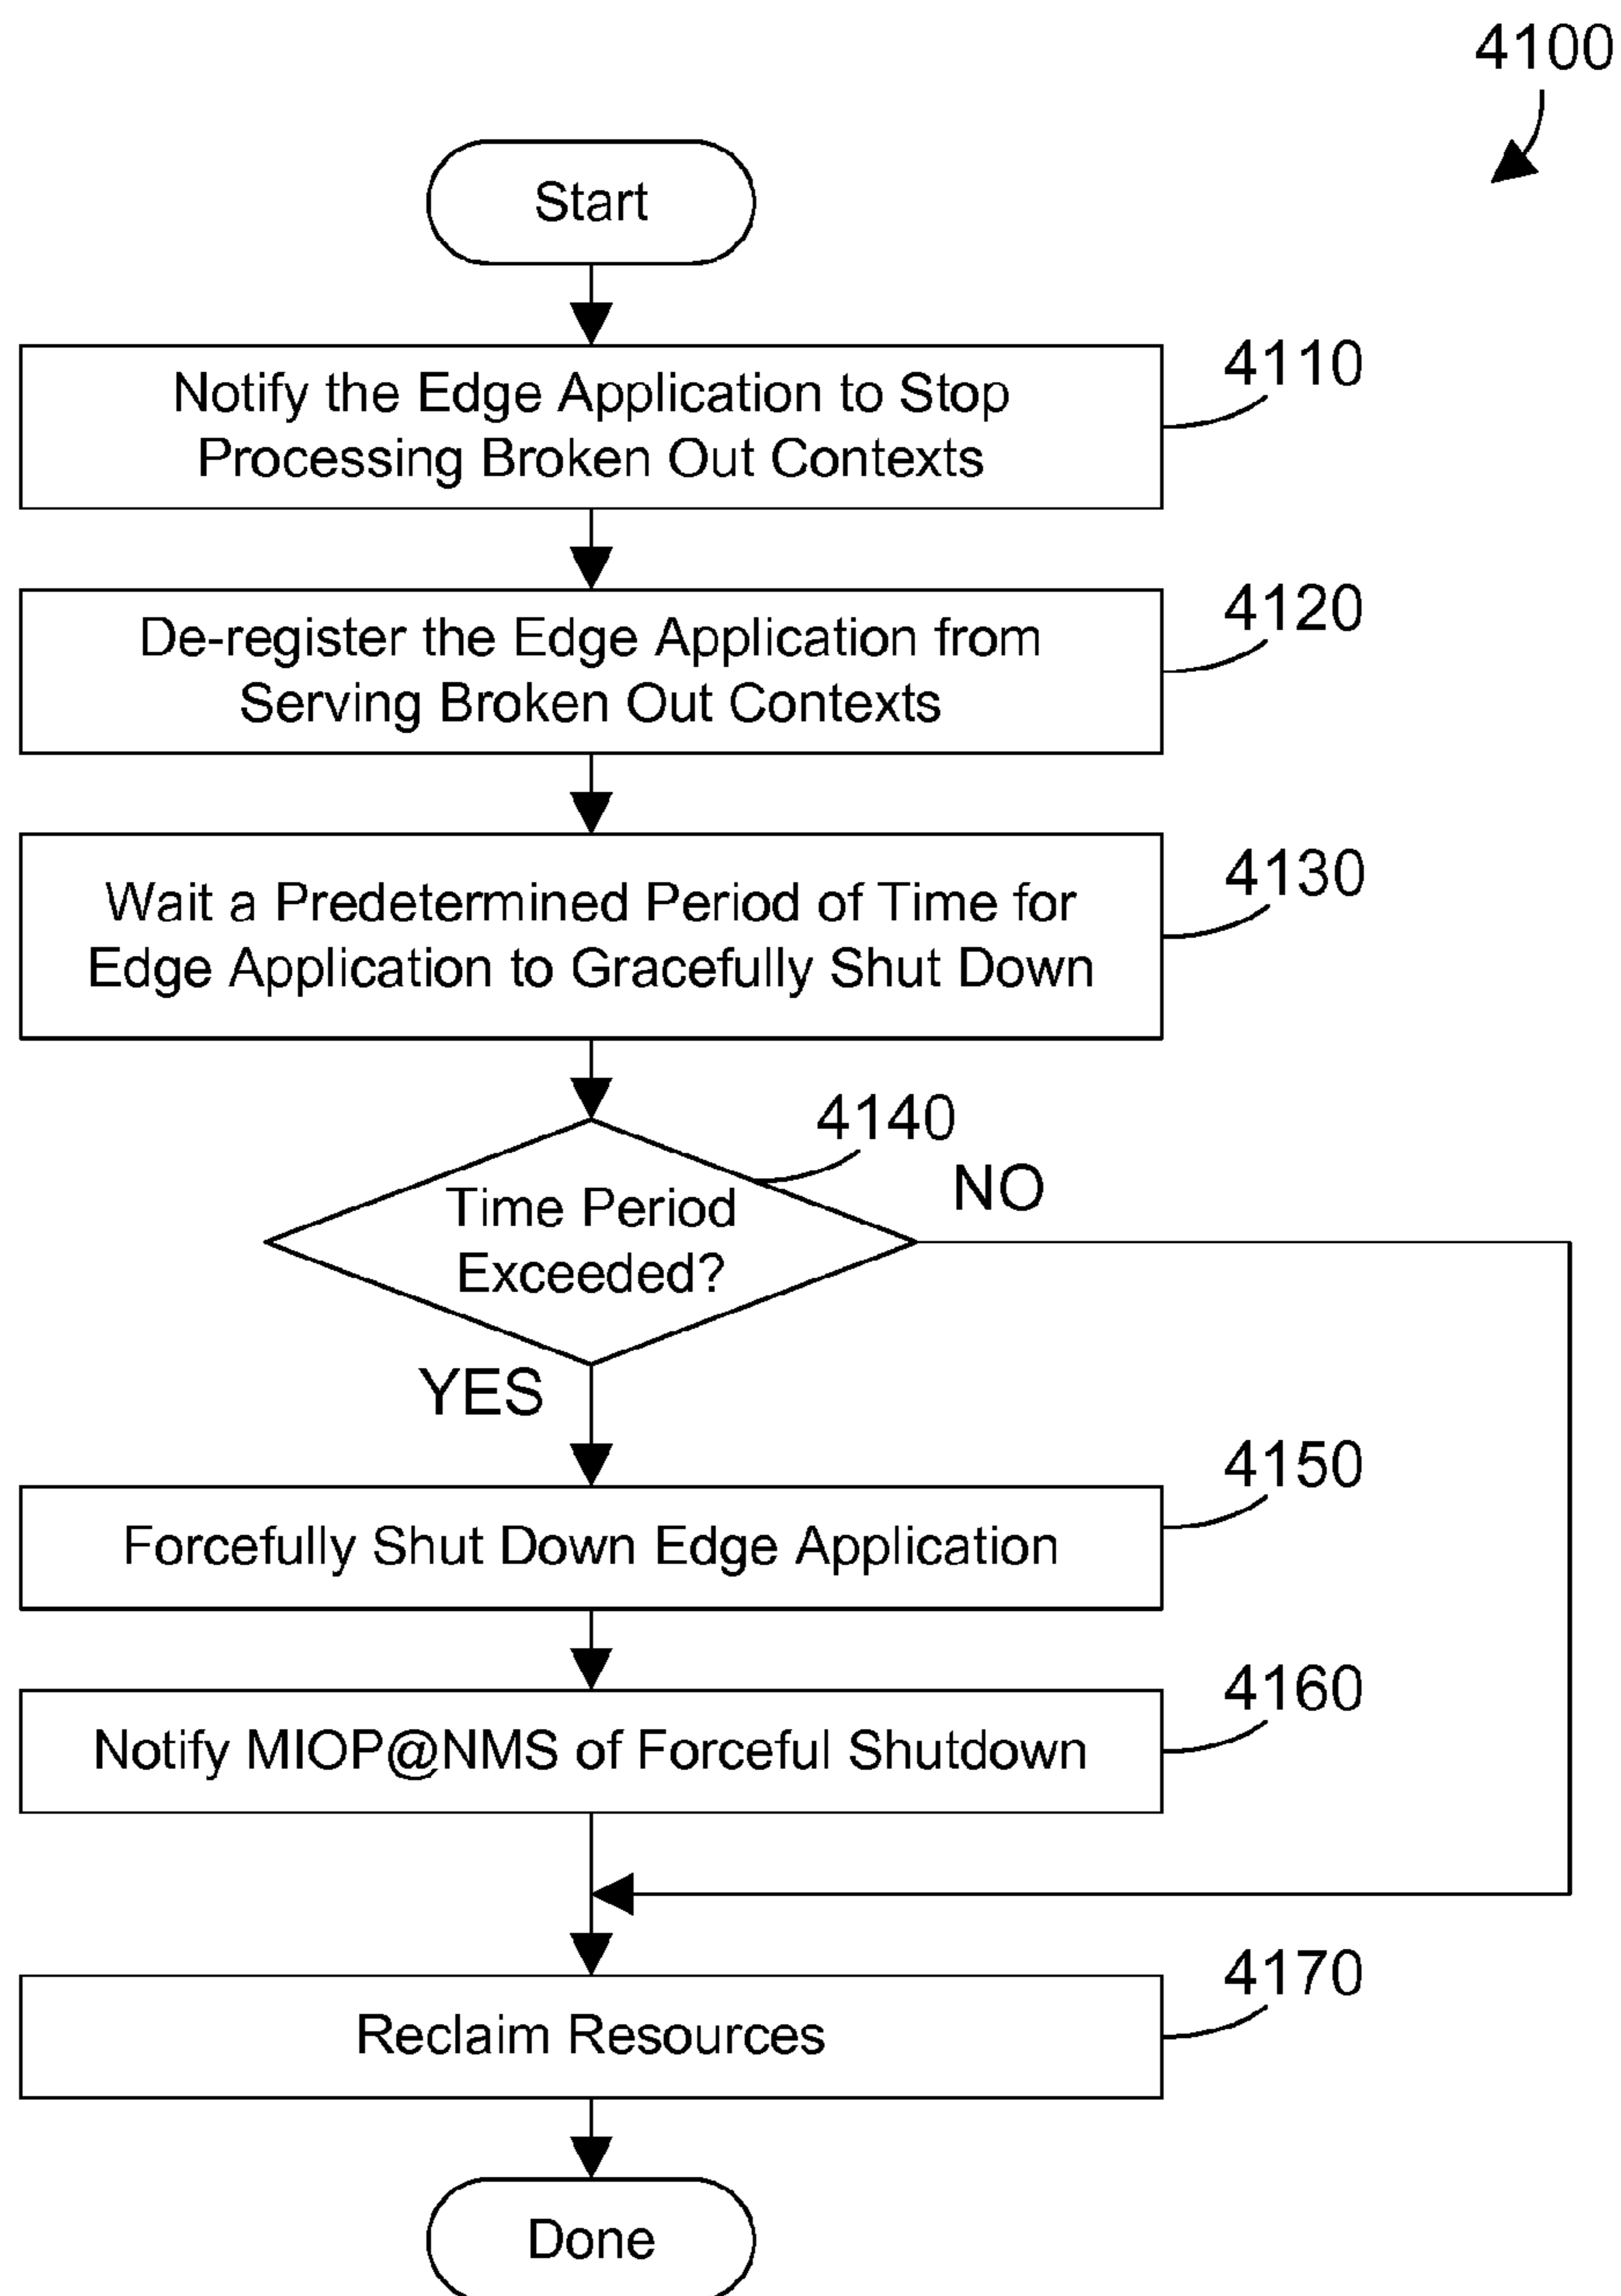 4100
Start
4110
Notify the Edge Application to Stop
Processing Broken Out Contexts
4120
De-register the Edge Application from
Serving Broken Out Contexts
4130
Wait a Predetermined Period of Time for
Edge Application to Gracefully Shut Down
4140
NO
Time Period
Exceeded?
YES
4150
Forcefully Shut Down Edge Application
4160
Notify MIOP@NMS of Forceful Shutdown
4170
Reclaim Resources
Done